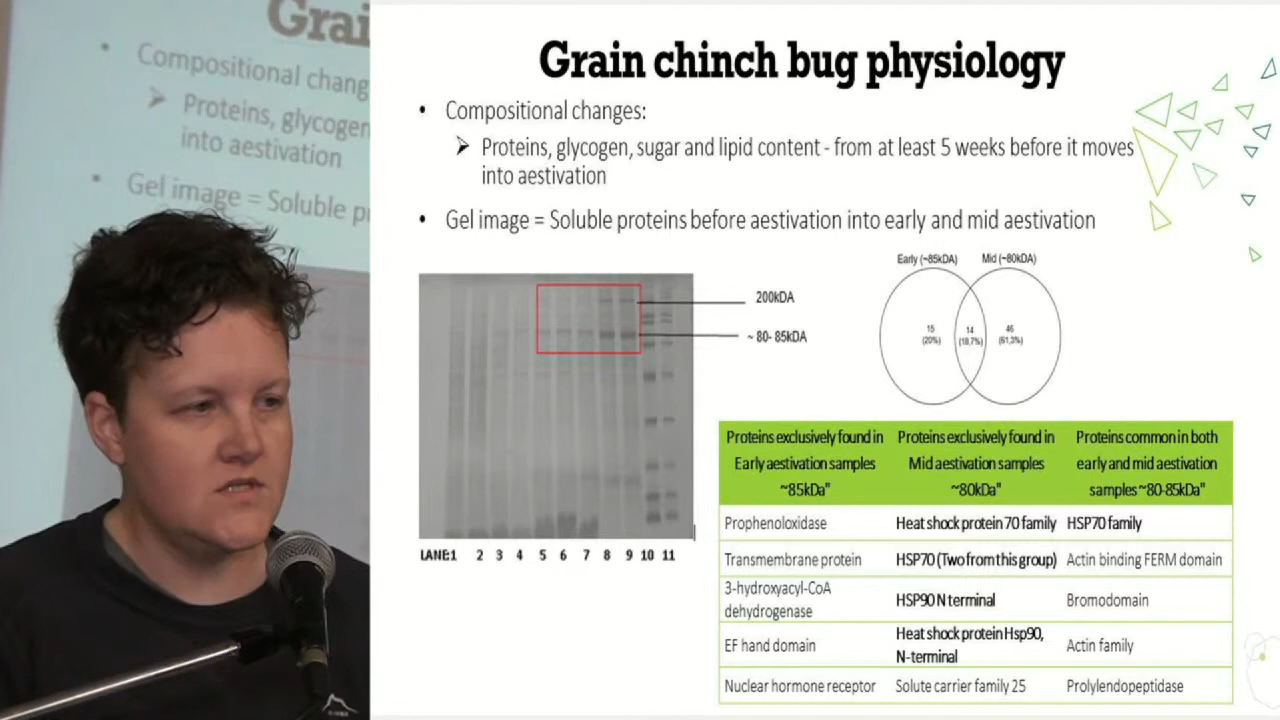 Grai
Compositional chang
Proteins, glycogen
into aestivation
Gel image = Soluble p
Grain chinch bug physiology
Compositional changes:
Proteins, glycogen, sugar and lipid content - from at least 5 weeks before it moves
into aestivation
Gel image = Soluble proteins before aestivation into early and mid aestivation
200kDA
~ 80- 85kDA
LANE:1 2 3 4 5 6 7 8 9 10 11
Early (~85kDA) Mid (~80kDA)
15 14 46
(20%) (18,7%) (61,3%)
Proteins exclusively found in
Early aestivation samples
~85kDa"
Proteins exclusively found in
Mid aestivation samples
~80kDa"
Proteins common in both
early and mid aestivation
samples ~80-85kDa"
Prophenoloxidase
Heat shock protein 70 family
HSP70 family
Transmembrane protein
HSP70 (Two from this group)
Actin binding FERM domain
3-hydroxyacyl-CoA
dehydrogenase
HSP90 N terminal
Bromodomain
EF hand domain
Heat shock protein Hsp90,
N-terminal
Actin family
Nuclear hormone receptor
Solute carrier family 25
Prolylendopeptidase